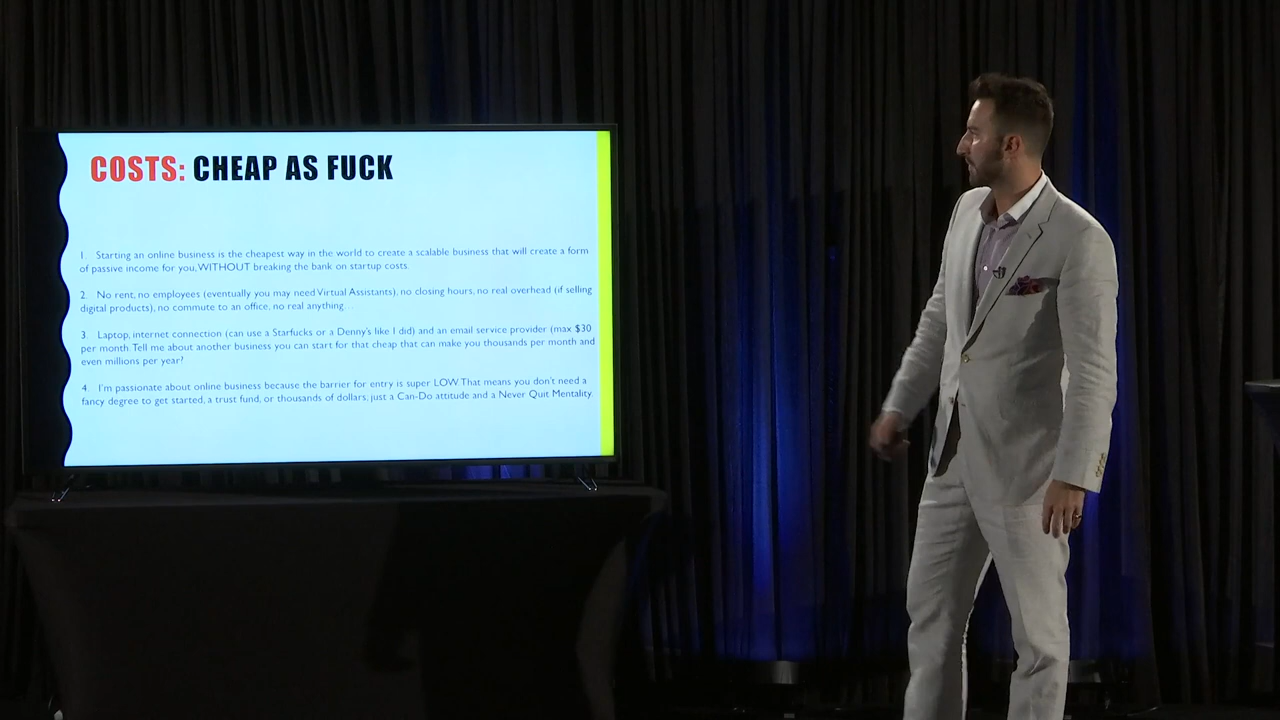 COSTS: CHEAP AS FUCK
1. Starting an online business is the cheapest way in the world to create a scalable business that will create a form
of passive income for you, WITHOUT breaking the bank on startup costs.
2. No rent, no employees (eventually you may need Virtual Assistants), no closing hours, no real overhead (if selling
digital products), no commute to an office, no real anything…
3. Laptop, internet connection (can use a Starfucks or a Denny's like I did) and an email service provider (max $30
per month. Tell me about another business you can start for that cheap that can make you thousands per month and
even millions per year?
4. I'm passionate about online business because the barrier for entry is super LOW. That means you don't need a
fancy degree to get started, a trust fund, or thousands of dollars, just a Can-Do attitude and a Never Quit Mentality.